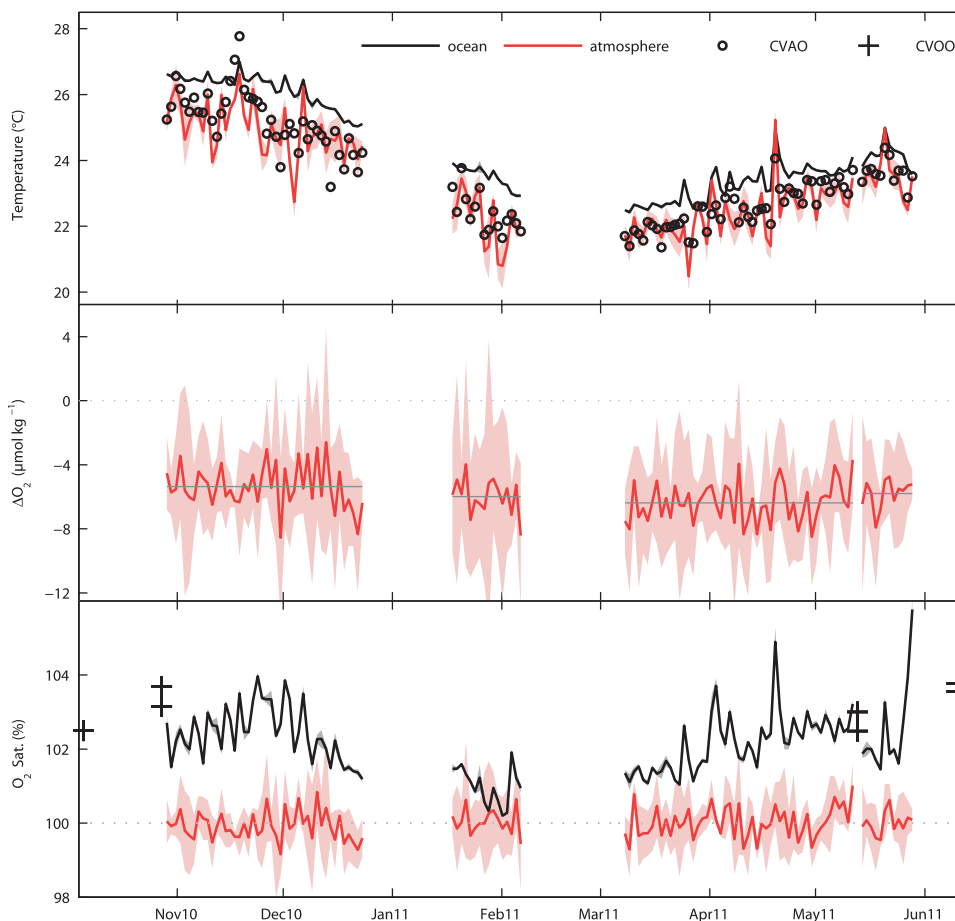 28
26
24
22
20
Temperature (°C)
ocean
atmosphere
CVAO
CVOO
4
0
−4
−8
−12
ΔO2 (μmol kg−1)
104
102
100
98
O2 Sat. (%)
Nov10 Dec10 Jan11 Feb11 Mar11 Apr11 May11 Jun11